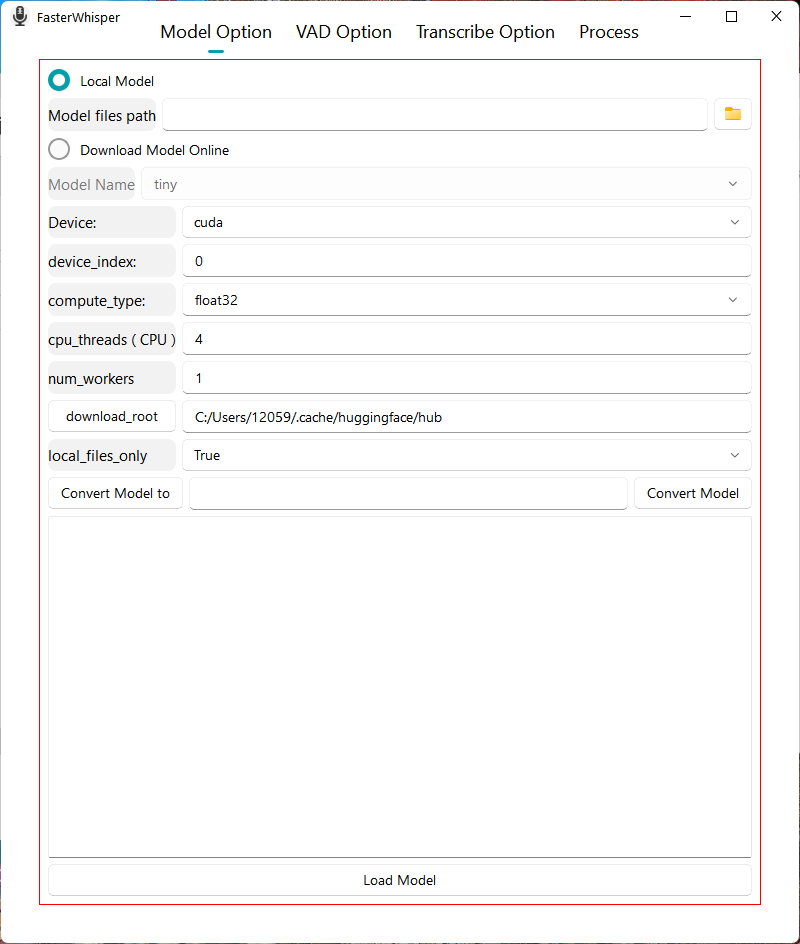 FasterWhisper
Model Option VAD Option Transcribe Option Process
Local Model
Model files path
Download Model Online
Model Name tiny
Device: cuda
device_index: 0
compute_type: float32
cpu_threads ( CPU ) 4
num_workers 1
download_root C:/Users/12059/.cache/huggingface/hub
local_files_only True
Convert Model to Convert Model
Load Model